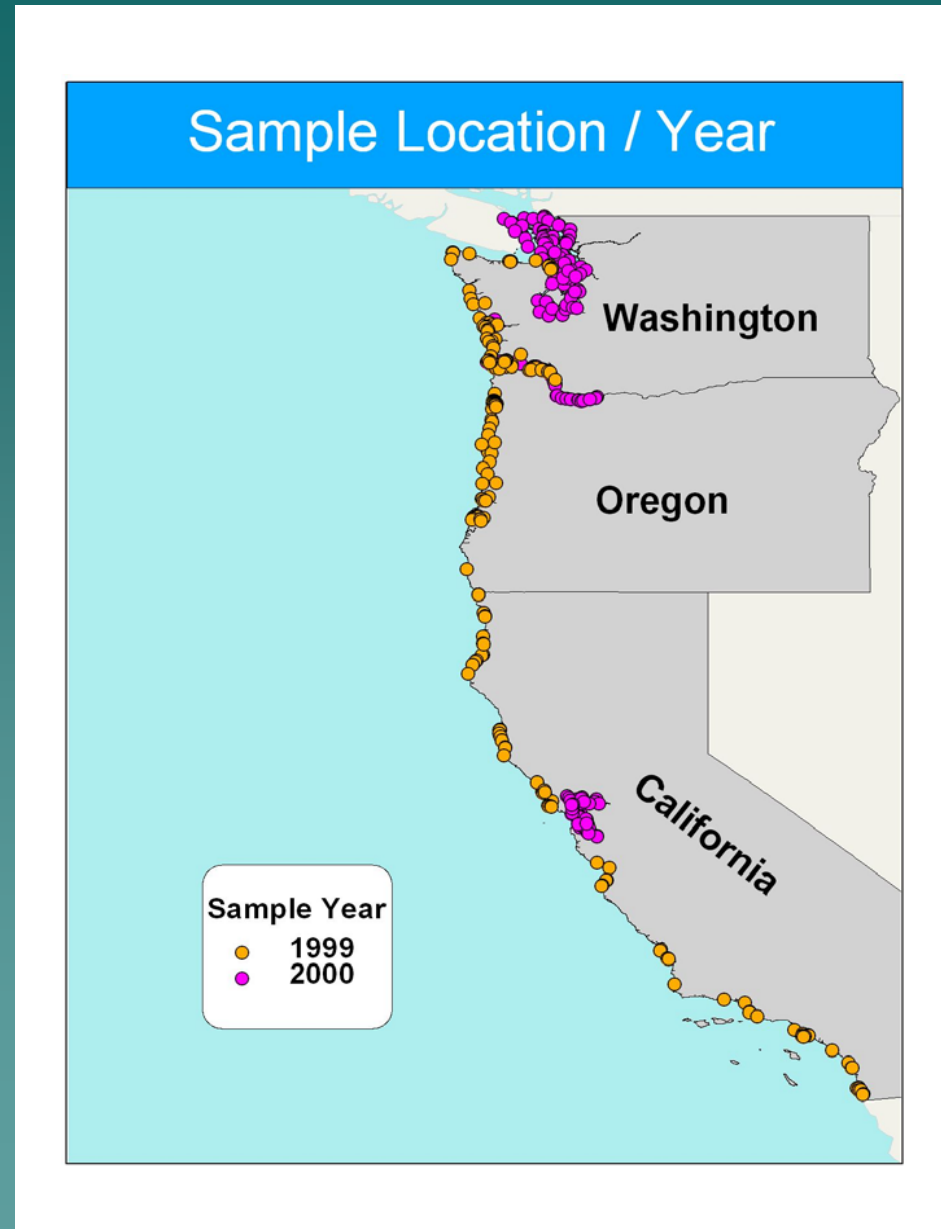 Sample Location / Year
Washington
Oregon
California
Sample Year
1999
2000